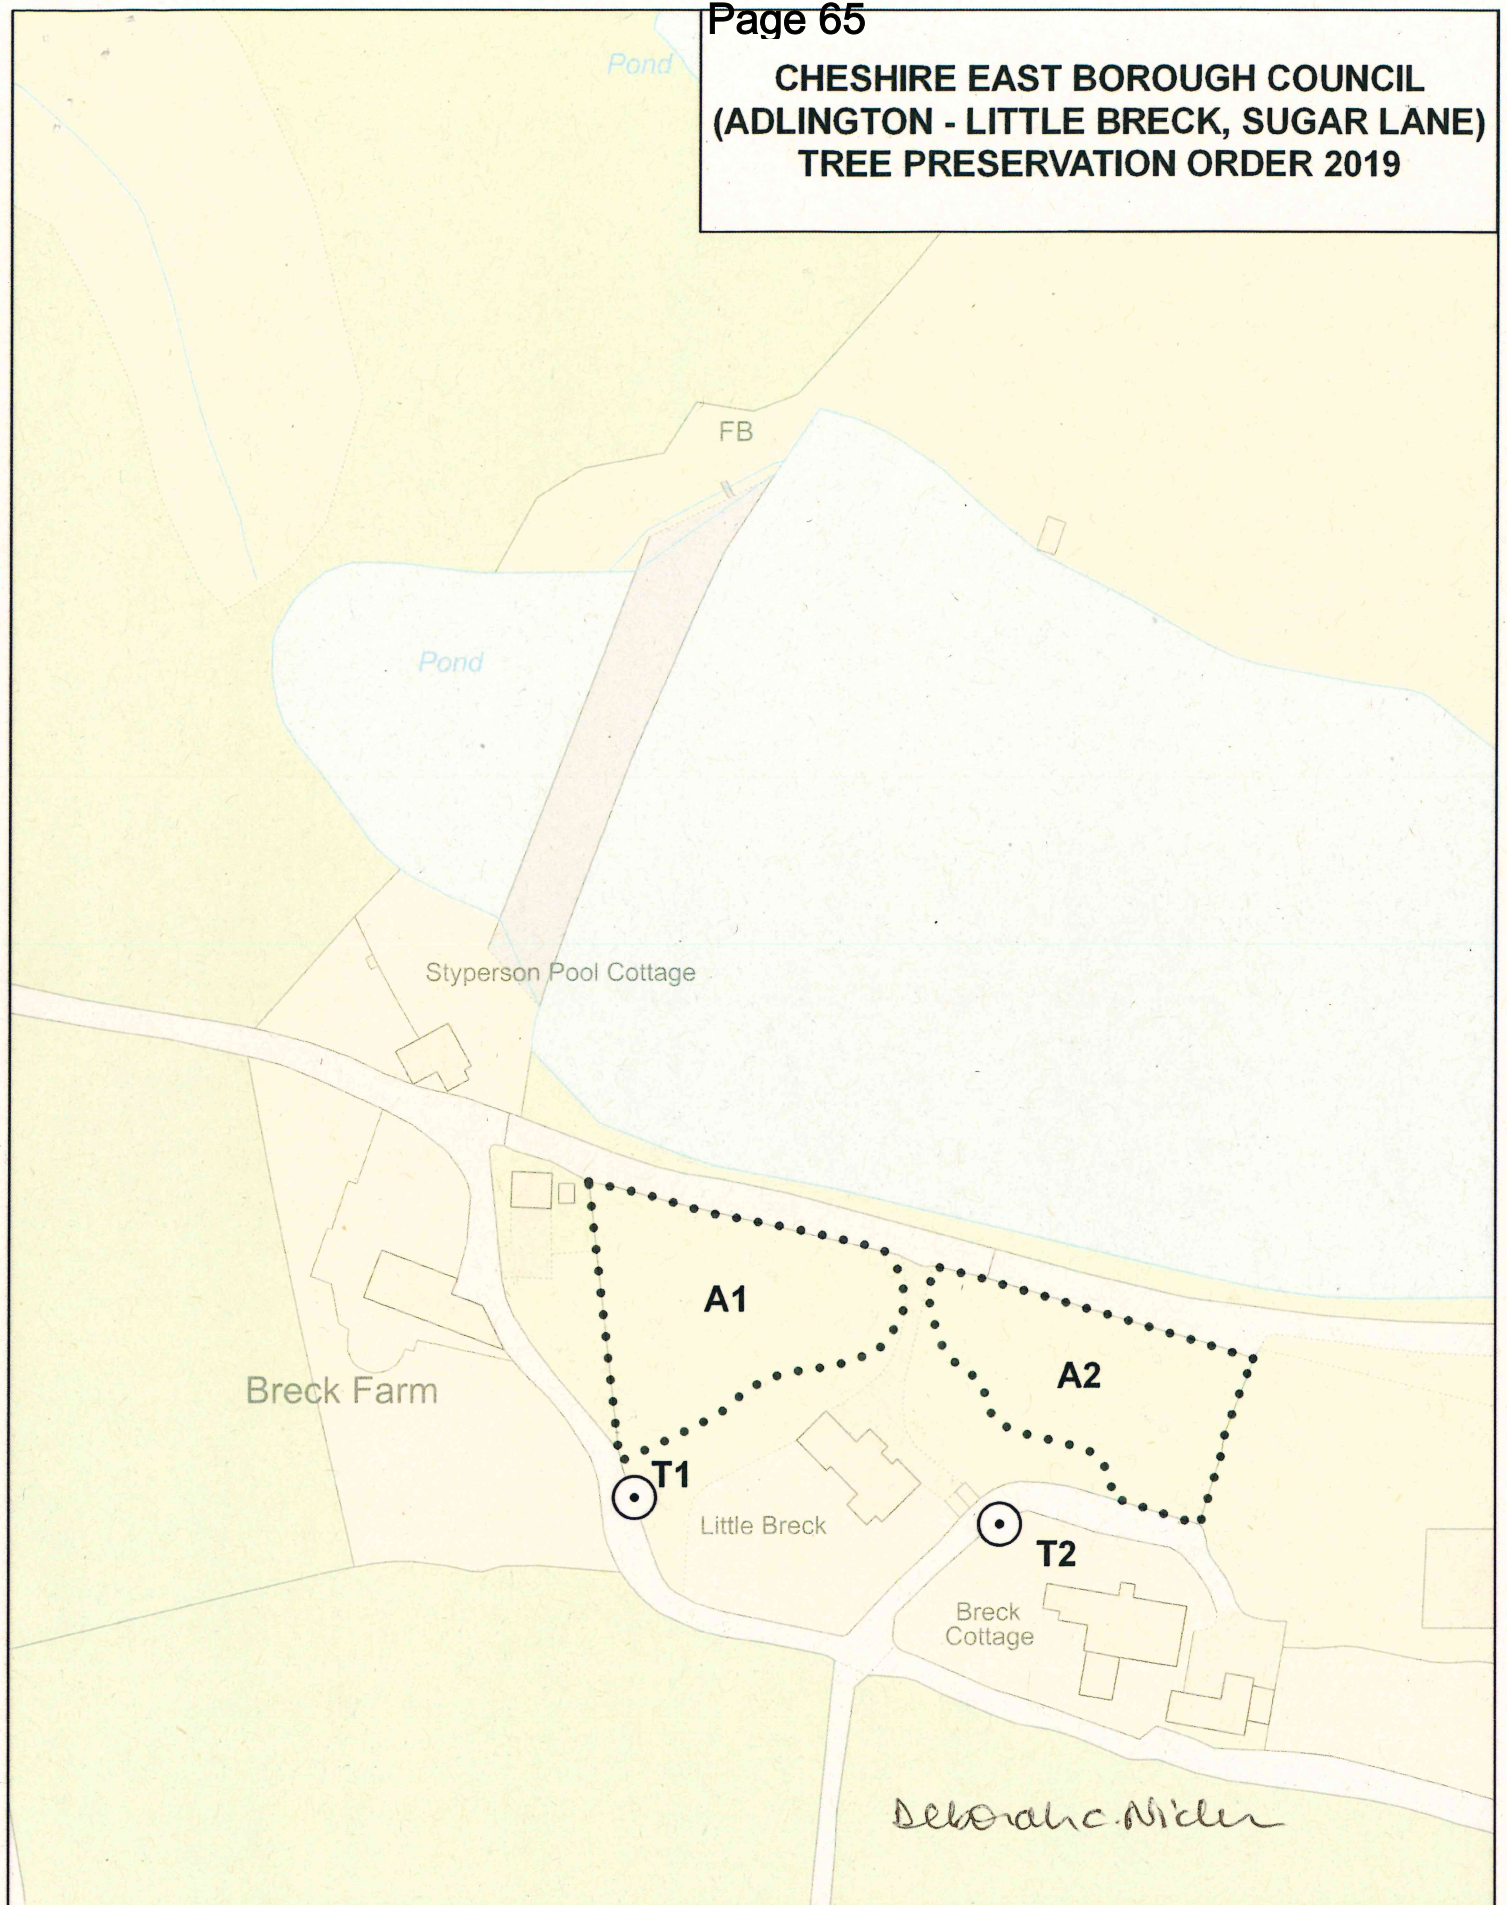 Page 65
CHESHIRE EAST BOROUGH COUNCIL
(ADLINGTON - LITTLE BRECK, SUGAR LANE)
TREE PRESERVATION ORDER 2019
Pond
FB
Pond
Styperson Pool Cottage
A1
A2
Breck Farm
T1
Little Breck
T2
Breck
Cottage
Deborah C.